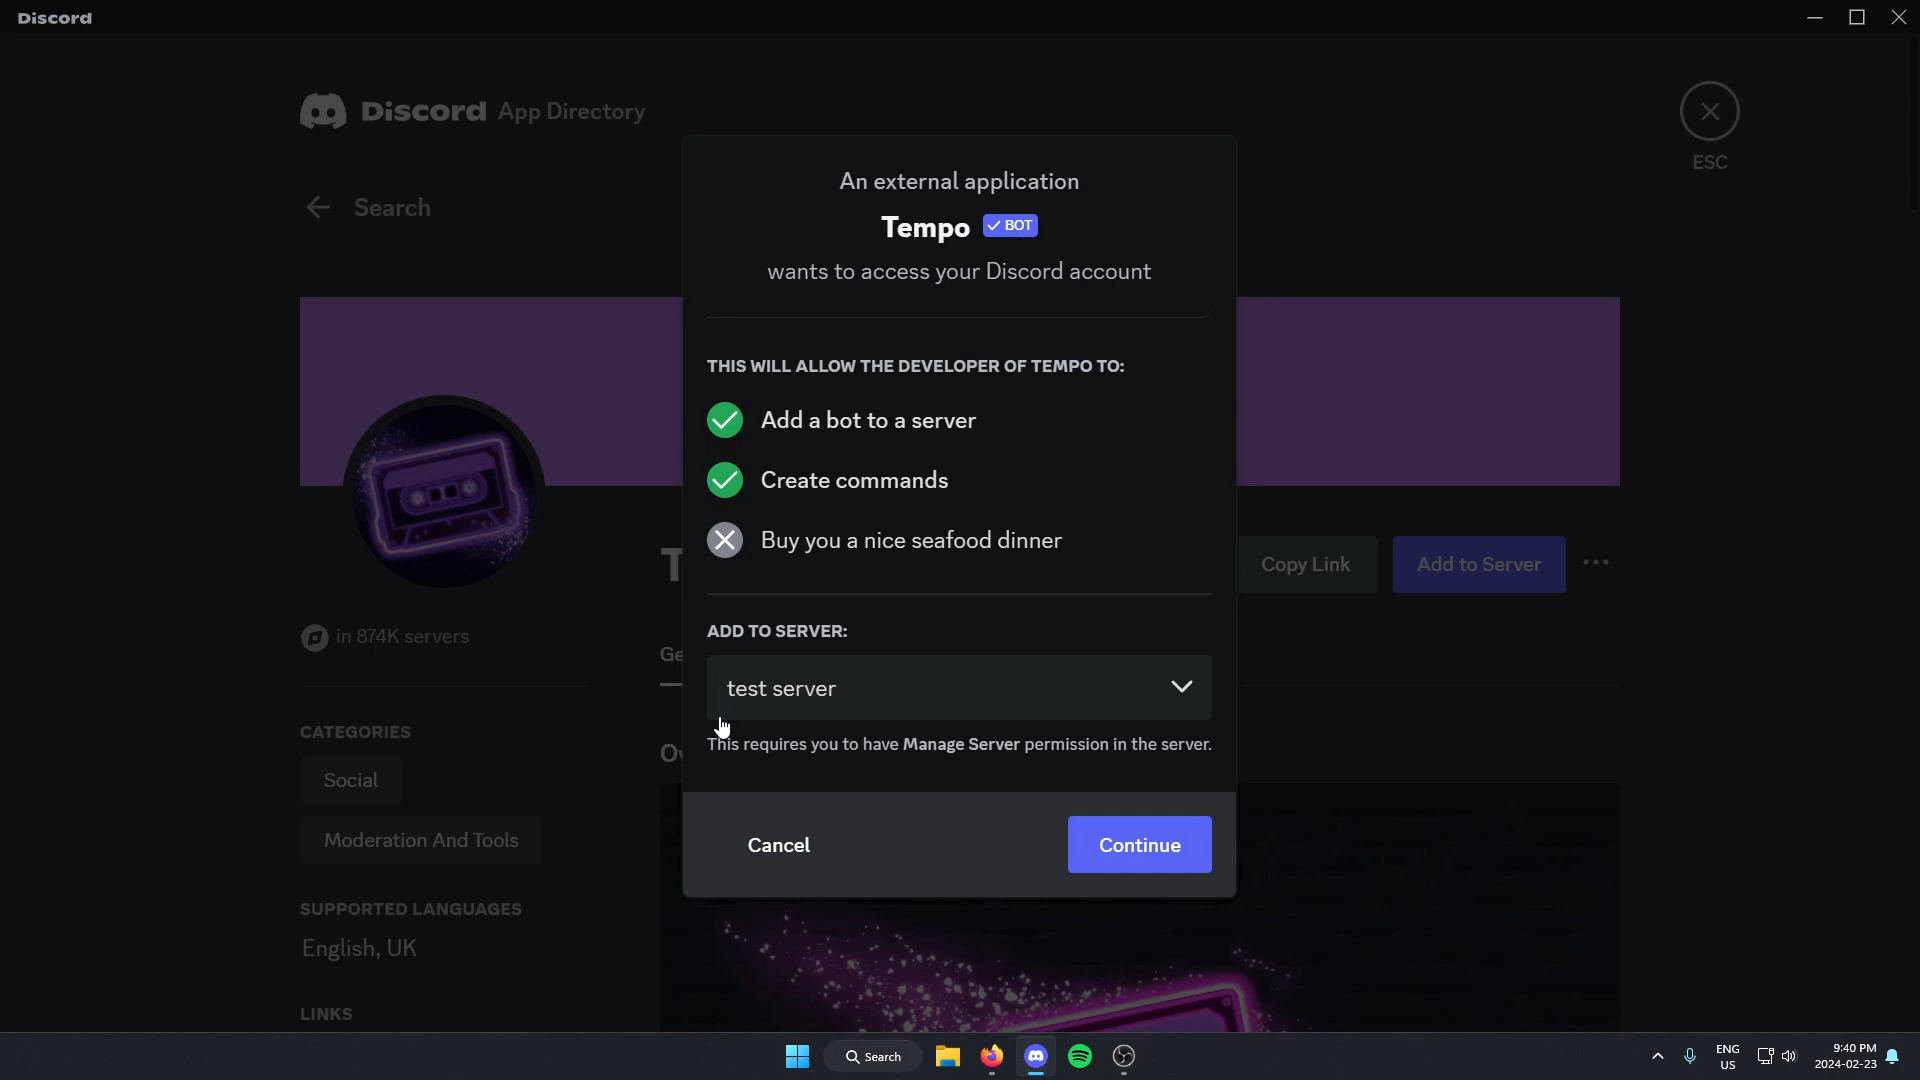 Discord
Discord App Directory
ESC
Search
An external application
Tempo BOT
wants to access your Discord account
THIS WILL ALLOW THE DEVELOPER OF TEMPO TO:
Add a bot to a server
Create commands
Buy you a nice seafood dinner
T
Copy Link
Add to Server
in 874K servers
Ge
ADD TO SERVER:
test server
This requires you to have Manage Server permission in the server.
Ov
CATEGORIES
Social
Moderation And Tools
Cancel
Continue
SUPPORTED LANGUAGES
English, UK
LINKS
Search
ENG
US
9:40 PM
2024-02-23